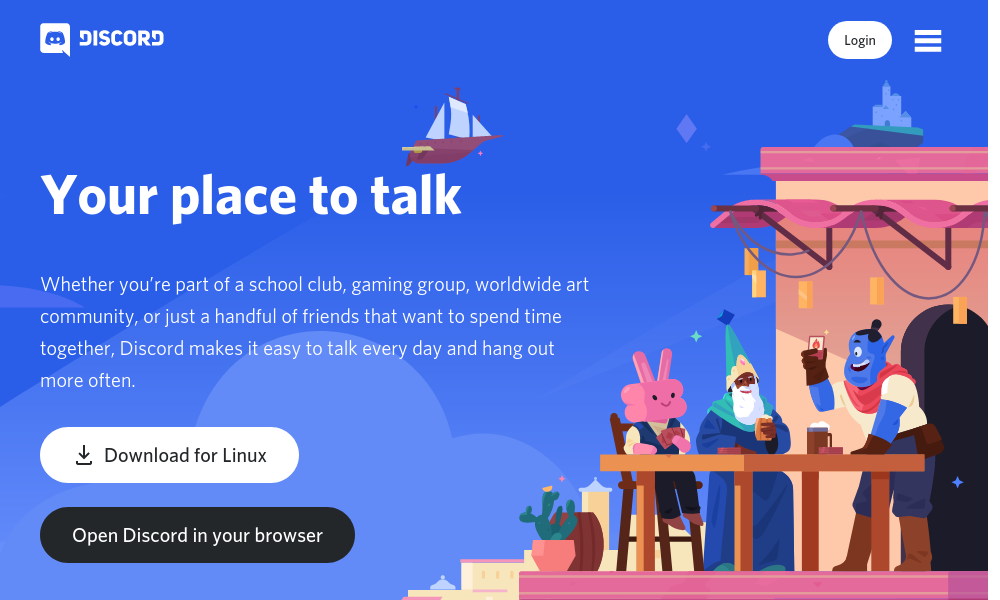 DISCORD
Login
Your place to talk
Whether you’re part of a school club, gaming group, worldwide art
community, or just a handful of friends that want to spend time
together, Discord makes it easy to talk every day and hang out
more often.
Download for Linux
Open Discord in your browser